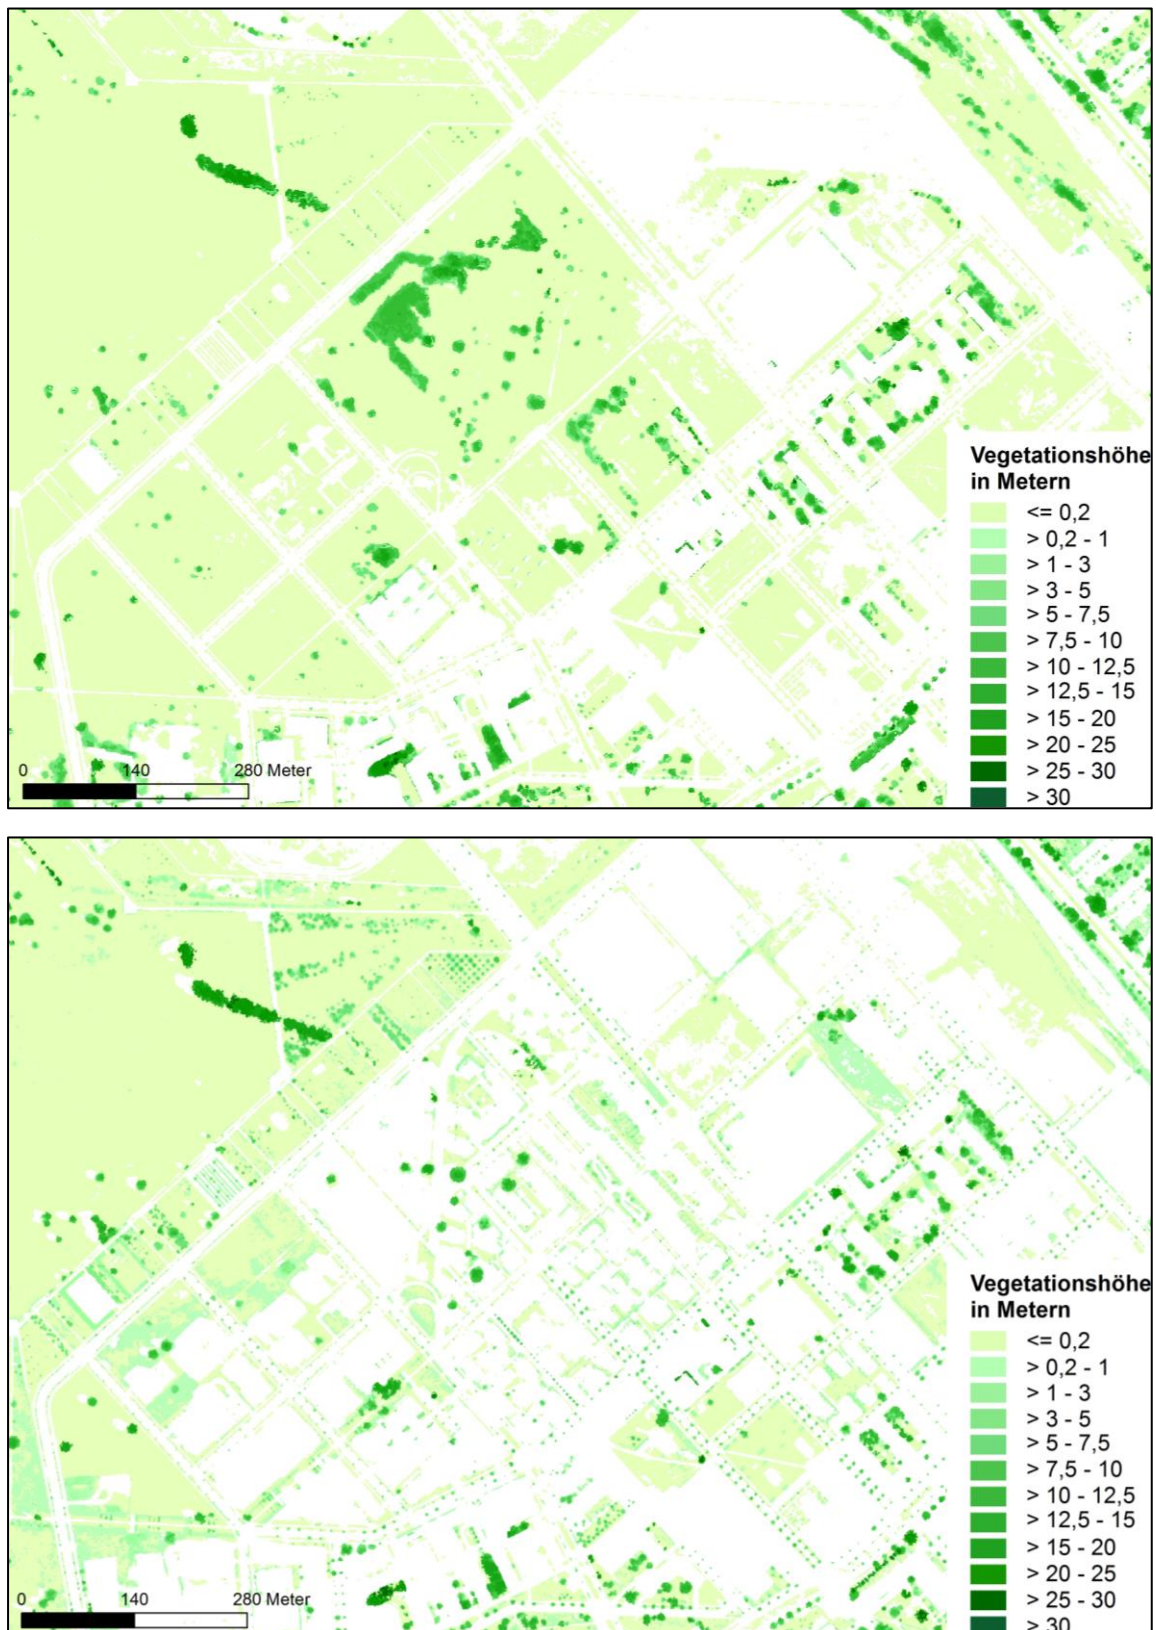 Vegetationshöhe
in Metern
<= 0,2
> 0,2 - 1
> 1 - 3
> 3 - 5
> 5 - 7,5
> 7,5 - 10
> 10 - 12,5
> 12,5 - 15
> 15 - 20
> 20 - 25
> 25 - 30
> 30
0 140 280 Meter
Vegetationshöhe
in Metern
<= 0,2
> 0,2 - 1
> 1 - 3
> 3 - 5
> 5 - 7,5
> 7,5 - 10
> 10 - 12,5
> 12,5 - 15
> 15 - 20
> 20 - 25
> 25 - 30
> 30
0 140 280 Meter